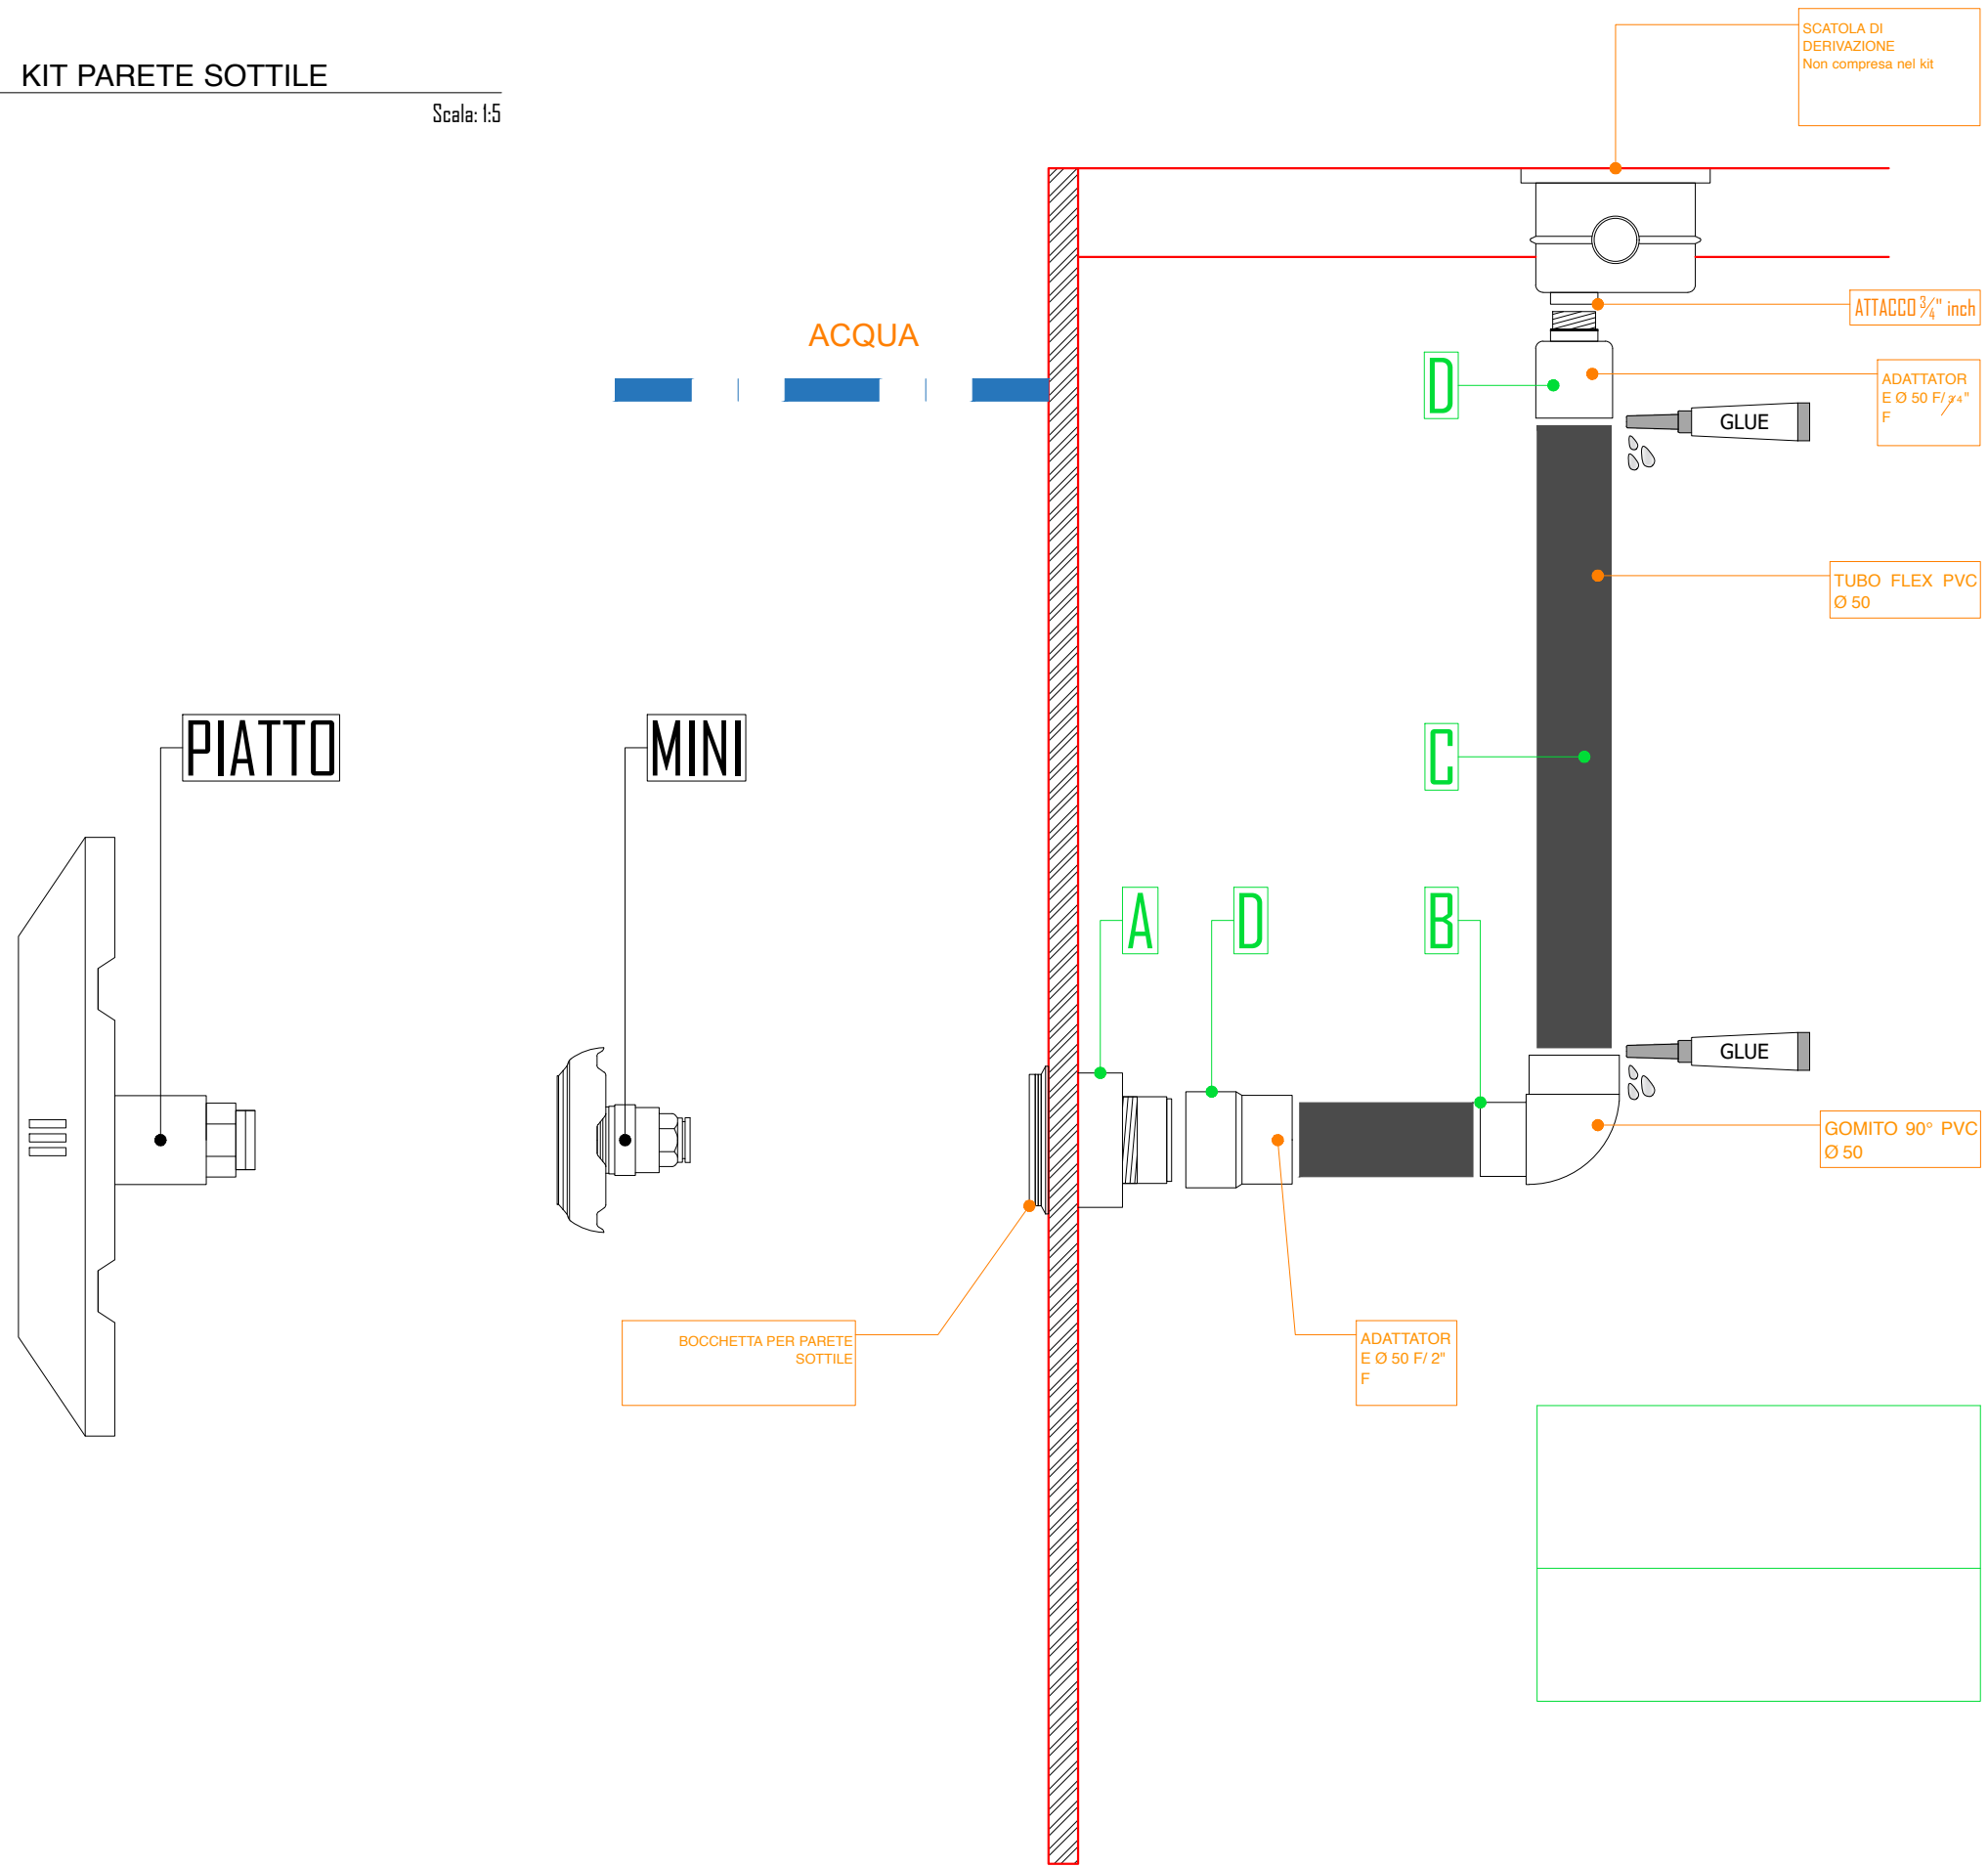 KIT PARETE SOTTILE
Scala: 1:5
SCATOLA DI
DERIVAZIONE
Non compresa nel kit
ATTACCO 3/4" inch
ACQUA
D
ADATTATOR
E Ø 50 F/ 3/4"
F
GLUE
TUBO FLEX PVC
Ø 50
PIATTO
MINI
C
A
D
B
GLUE
GOMITO 90° PVC
Ø 50
BOCCHETTA PER PARETE
SOTTILE
ADATTATOR
E Ø 50 F/ 2"
F